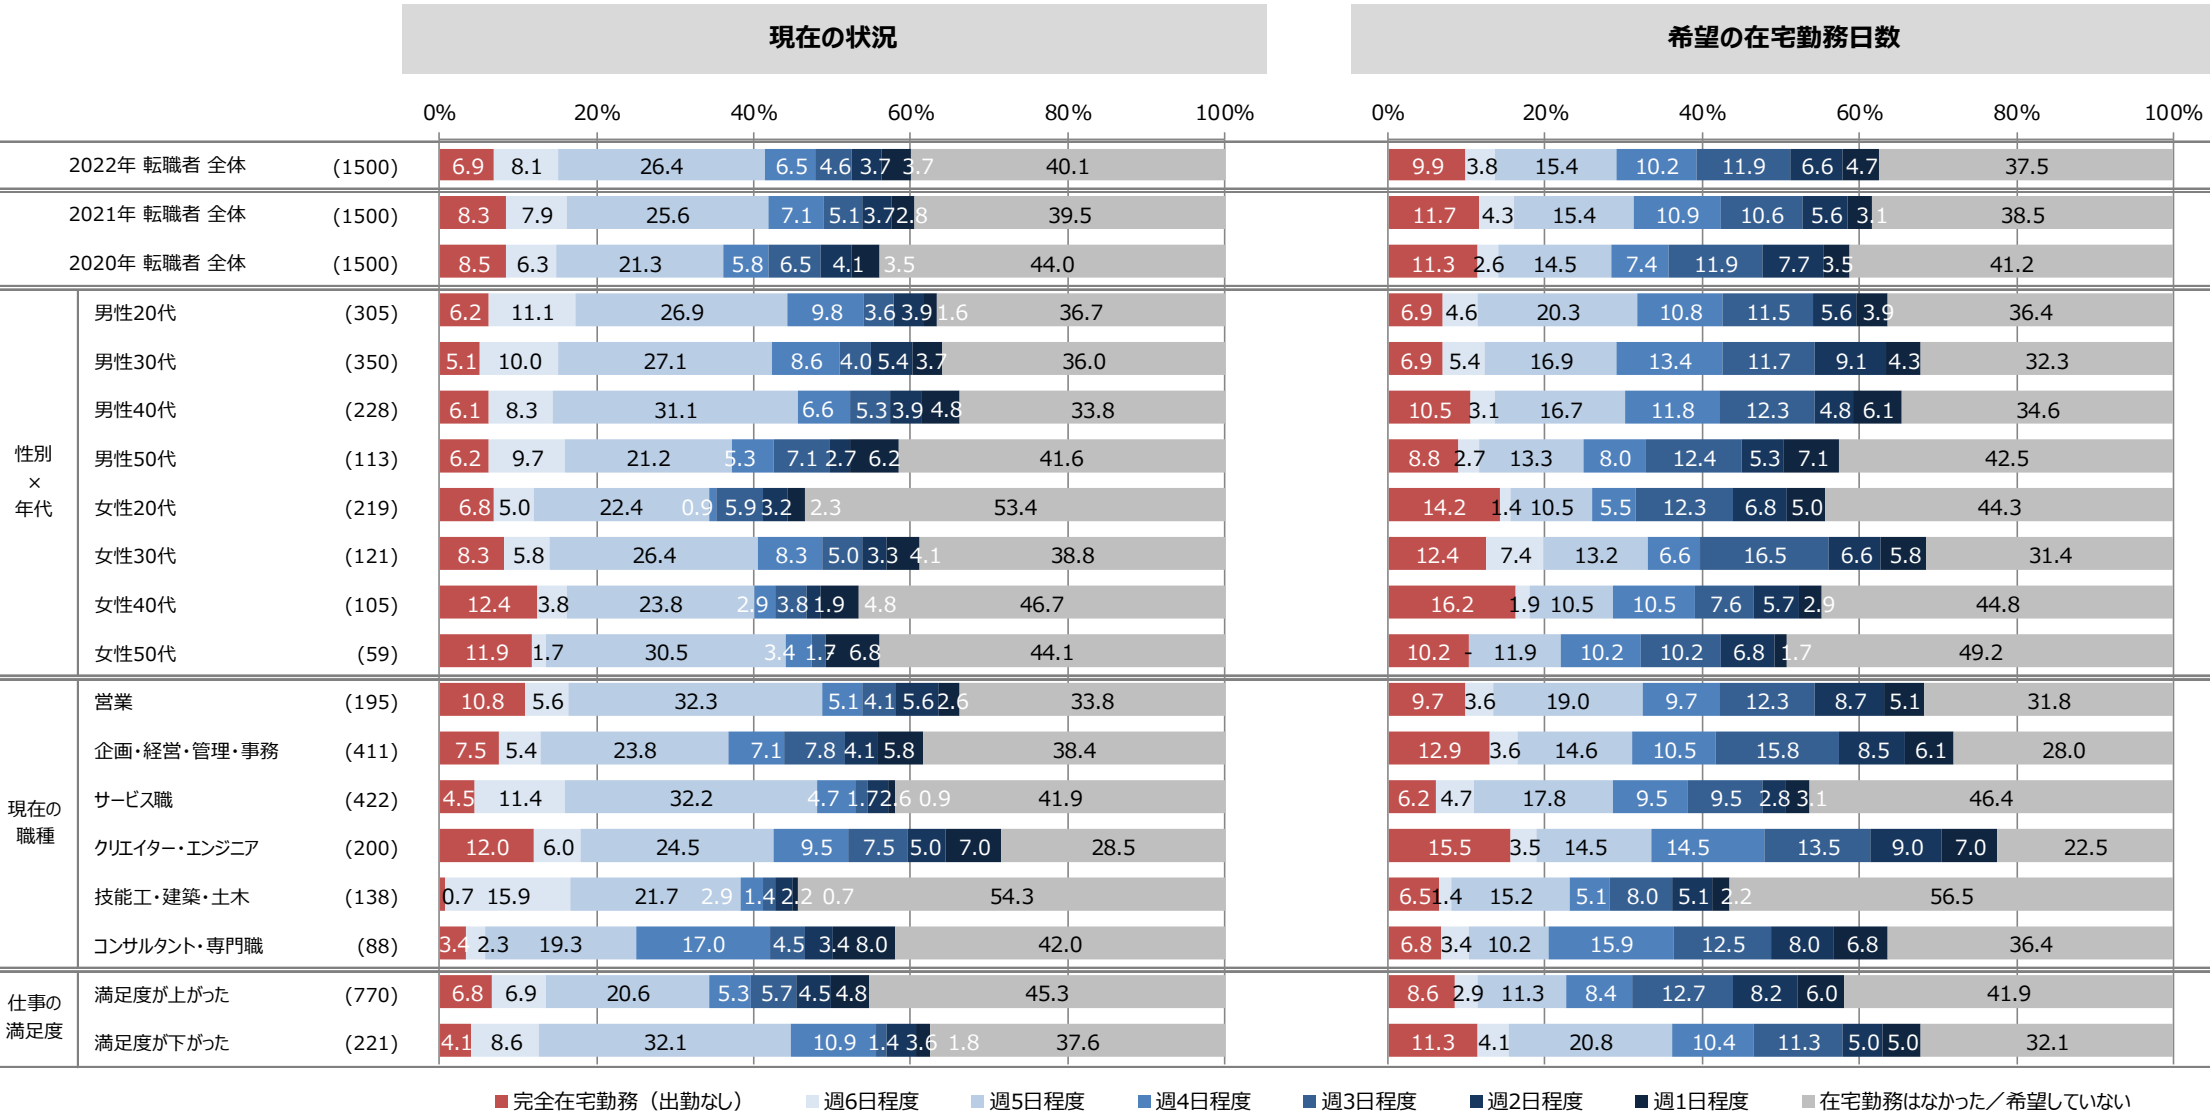 現在の状況
希望の在宅勤務日数
0% 20% 40% 60% 80% 100% 0% 20% 40% 60% 80% 100%
2022年 転職者 全体 (1500) 6.9 8.1 26.4 6.5 4.6 3.7 3.7 40.1 9.9 3.8 15.4 10.2 11.9 6.6 4.7 37.5
2021年 転職者 全体 (1500) 8.3 7.9 25.6 7.1 5.1 3.7 2.8 39.5 11.7 4.3 15.4 10.9 10.6 5.6 3.1 38.5
2020年 転職者 全体 (1500) 8.5 6.3 21.3 5.8 6.5 4.1 3.5 44.0 11.3 2.6 14.5 7.4 11.9 7.7 3.5 41.2
性別
×
年代
男性20代 (305) 6.2 11.1 26.9 9.8 3.6 3.9 1.6 36.7 6.9 4.6 20.3 10.8 11.5 5.6 3.9 36.4
男性30代 (350) 5.1 10.0 27.1 8.6 4.0 5.4 3.7 36.0 6.9 5.4 16.9 13.4 11.7 9.1 4.3 32.3
男性40代 (228) 6.1 8.3 31.1 6.6 5.3 3.9 4.8 33.8 10.5 3.1 16.7 11.8 12.3 4.8 6.1 34.6
男性50代 (113) 6.2 9.7 21.2 5.3 7.1 2.7 6.2 41.6 8.8 2.7 13.3 8.0 12.4 5.3 7.1 42.5
女性20代 (219) 6.8 5.0 22.4 0.9 5.9 3.2 2.3 53.4 14.2 1.4 10.5 5.5 12.3 6.8 5.0 44.3
女性30代 (121) 8.3 5.8 26.4 8.3 5.0 3.3 4.1 38.8 12.4 7.4 13.2 6.6 16.5 6.6 5.8 31.4
女性40代 (105) 12.4 3.8 23.8 2.9 3.8 1.9 4.8 46.7 16.2 1.9 10.5 10.5 7.6 5.7 2.9 44.8
女性50代 (59) 11.9 1.7 30.5 3.4 1.7 - 6.8 44.1 10.2 - 11.9 10.2 10.2 6.8 1.7 49.2
現在の
職種
営業 (195) 10.8 5.6 32.3 5.1 4.1 5.6 2.6 33.8 9.7 3.6 19.0 9.7 12.3 8.7 5.1 31.8
企画・経営・管理・事務 (411) 7.5 5.4 23.8 7.1 7.8 4.1 5.8 38.4 12.9 3.6 14.6 10.5 15.8 8.5 6.1 28.0
サービス職 (422) 4.5 11.4 32.2 4.7 1.7 2.6 0.9 41.9 6.2 4.7 17.8 9.5 9.5 2.8 3.1 46.4
クリエイター・エンジニア (200) 12.0 6.0 24.5 9.5 7.5 5.0 7.0 28.5 15.5 3.5 14.5 14.5 13.5 9.0 7.0 22.5
技能工・建築・土木 (138) 0.7 15.9 21.7 2.9 1.4 2.2 0.7 54.3 6.5 1.4 15.2 5.1 8.0 5.1 2.2 56.5
コンサルタント・専門職 (88) 3.4 2.3 19.3 17.0 4.5 3.4 8.0 42.0 6.8 3.4 10.2 15.9 12.5 8.0 6.8 36.4
仕事の
満足度
満足度が上がった (770) 6.8 6.9 20.6 5.3 5.7 4.5 4.8 45.3 8.6 2.9 11.3 8.4 12.7 8.2 6.0 41.9
満足度が下がった (221) 4.1 8.6 32.1 10.9 1.4 3.6 1.8 37.6 11.3 4.1 20.8 10.4 11.3 5.0 5.0 32.1
完全在宅勤務（出勤なし） 週6日程度 週5日程度 週4日程度 週3日程度 週2日程度 週1日程度 在宅勤務はなかった／希望していない